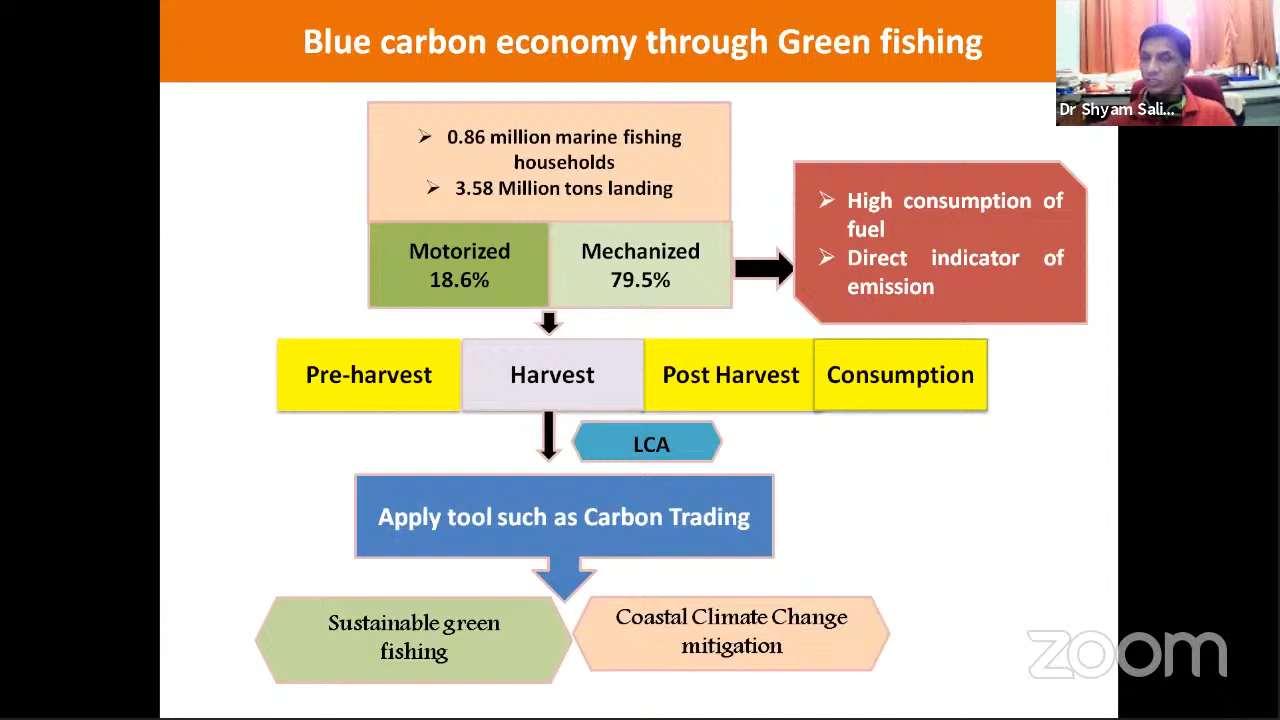 Blue carbon economy through Green fishing
Dr Shyam Sali...
➢ 0.86 million marine fishing
households
➢ 3.58 Million tons landing
Motorized
18.6%
Mechanized
79.5%
➢ High consumption of
fuel
➢ Direct indicator of
emission
Pre-harvest
Harvest
Post Harvest
Consumption
LCA
Apply tool such as Carbon Trading
Sustainable green
fishing
Coastal Climate Change
mitigation
zoom